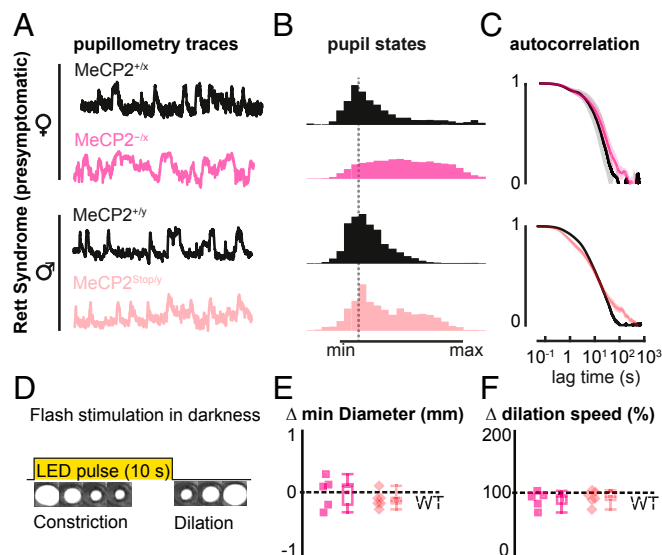 A
pupillometry traces
B
pupil states
C
autocorrelation
Rett Syndrome (presymptomatic)
♀
♂
MeCP2+/x
MeCP2−/x
MeCP2+/y
MeCP2Stop/y
min
max
1
0
1
0
10-1
1
101
102
103
lag time (s)
D
Flash stimulation in darkness
LED pulse (10 s)
Constriction
Dilation
E
Δ min Diameter (mm)
1
0
-1
WT
F
Δ dilation speed (%)
200
100
0
WT